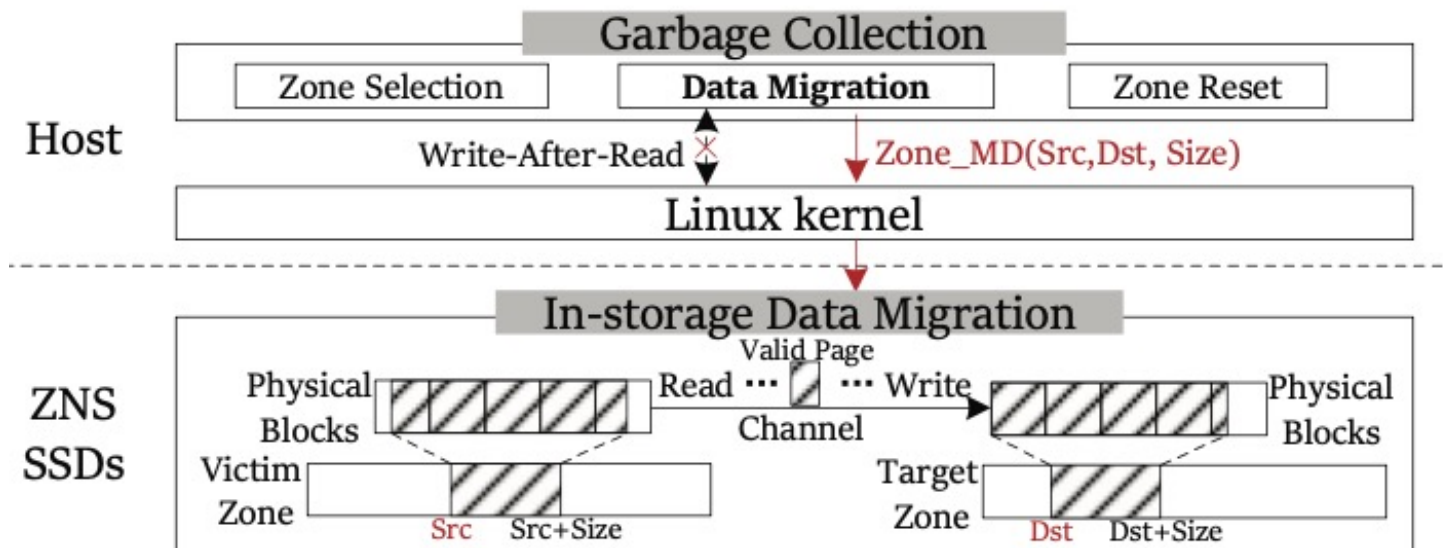 Garbage Collection
Zone Selection
Data Migration
Zone Reset
Host
Write-After-Read
Zone_MD(Src,Dst, Size)
Linux kernel
In-storage Data Migration
ZNS
SSDs
Physical
Blocks
Read ...
Valid Page
... Write
Channel
Physical
Blocks
Victim
Zone
Src
Src+Size
Target
Zone
Dst
Dst+Size